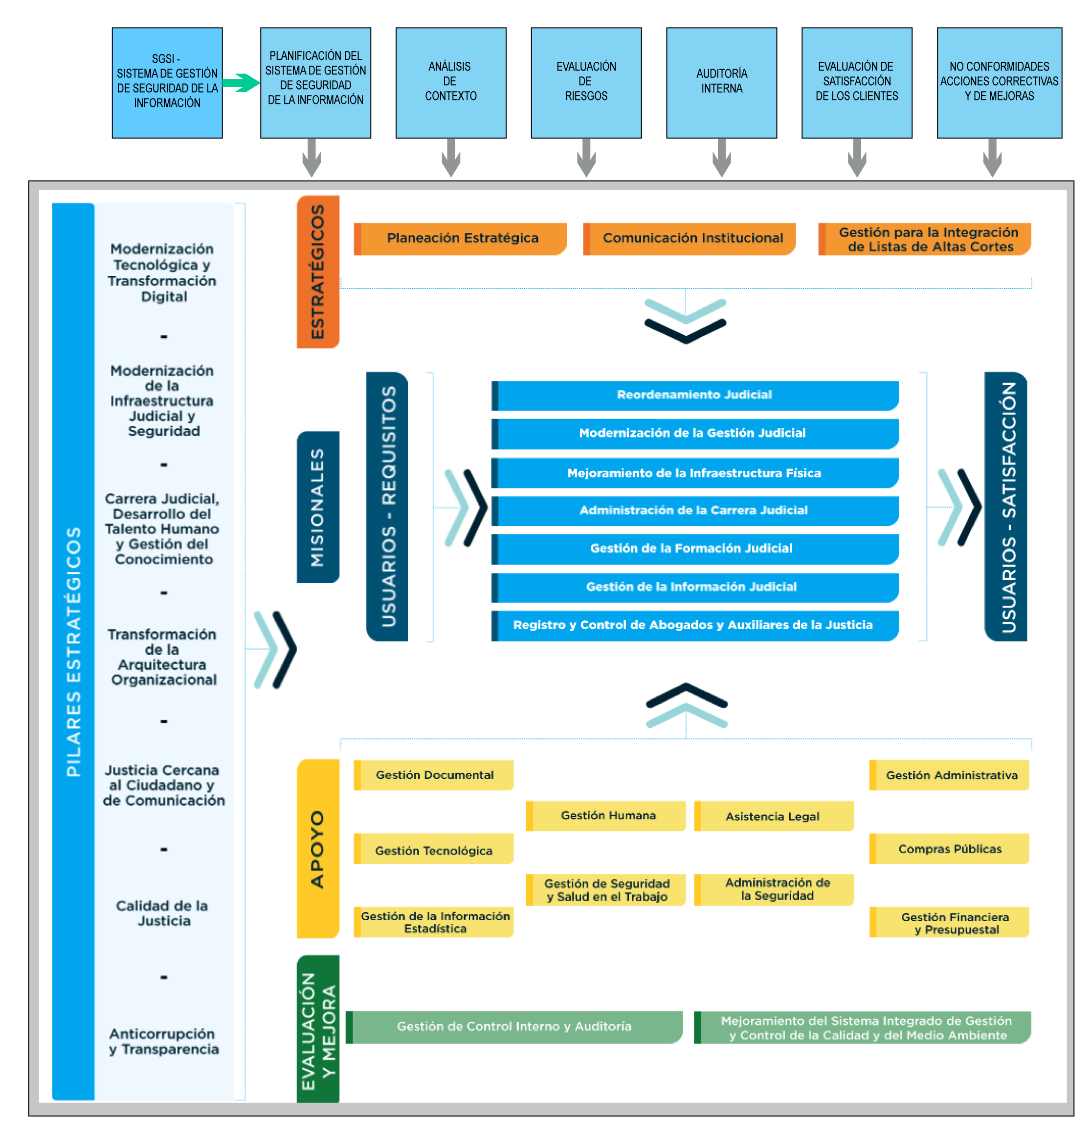 SGSI -
SISTEMA DE GESTIÓN
DE SEGURIDAD DE LA
INFORMACIÓN
PLANIFICACIÓN DEL
SISTEMA DE GESTIÓN
DE SEGURIDAD
DE LA INFORMACIÓN
ANÁLISIS
DE
CONTEXTO
EVALUACIÓN
DE
RIESGOS
AUDITORÍA
INTERNA
EVALUACIÓN DE
SATISFACCIÓN
DE LOS CLIENTES
NO CONFORMIDADES
ACCIONES CORRECTIVAS
Y DE MEJORAS
PILARES ESTRATÉGICOS
Modernización
Tecnológica y
Transformación
Digital
-
Modernización
de la
Infraestructura
Judicial y
Seguridad
-
Carrera Judicial,
Desarrollo del
Talento Humano
y Gestión del
Conocimiento
-
Transformación
de la
Arquitectura
Organizacional
-
Justicia Cercana
al Ciudadano y
de Comunicación
-
Calidad de la
Justicia
-
Anticorrupción
y Transparencia
ESTRATÉGICOS
Planeación Estratégica
Comunicación Institucional
Gestión para la Integración
de Listas de Altas Cortes
MISIONALES
USUARIOS - REQUISITOS
Reordenamiento Judicial
Modernización de la Gestión Judicial
Mejoramiento de la Infraestructura Física
Administración de la Carrera Judicial
Gestión de la Formación Judicial
Gestión de la Información Judicial
Registro y Control de Abogados y Auxiliares de la Justicia
USUARIOS - SATISFACCIÓN
APOYO
Gestión Documental
Gestión Administrativa
Gestión Humana
Asistencia Legal
Gestión Tecnológica
Compras Públicas
Gestión de Seguridad
y Salud en el Trabajo
Administración de
la Seguridad
Gestión de la Información
Estadística
Gestión Financiera
y Presupuestal
EVALUACIÓN
Y MEJORA
Gestión de Control Interno y Auditoría
Mejoramiento del Sistema Integrado de Gestión
y Control de la Calidad y del Medio Ambiente